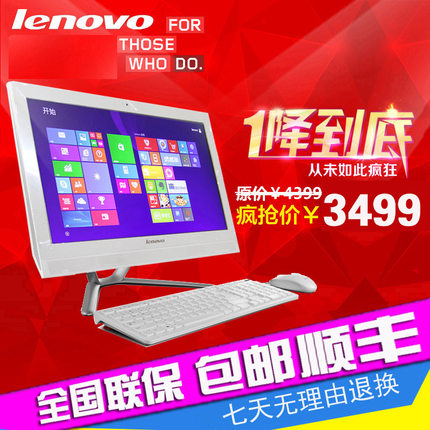 lenovo
FOR
THOSE
WHO DO.
开始
lenovo
1降到底
从未如此疯狂
原价￥4399
疯抢价￥3499
全国联保 包邮顺丰
七天无理由退换